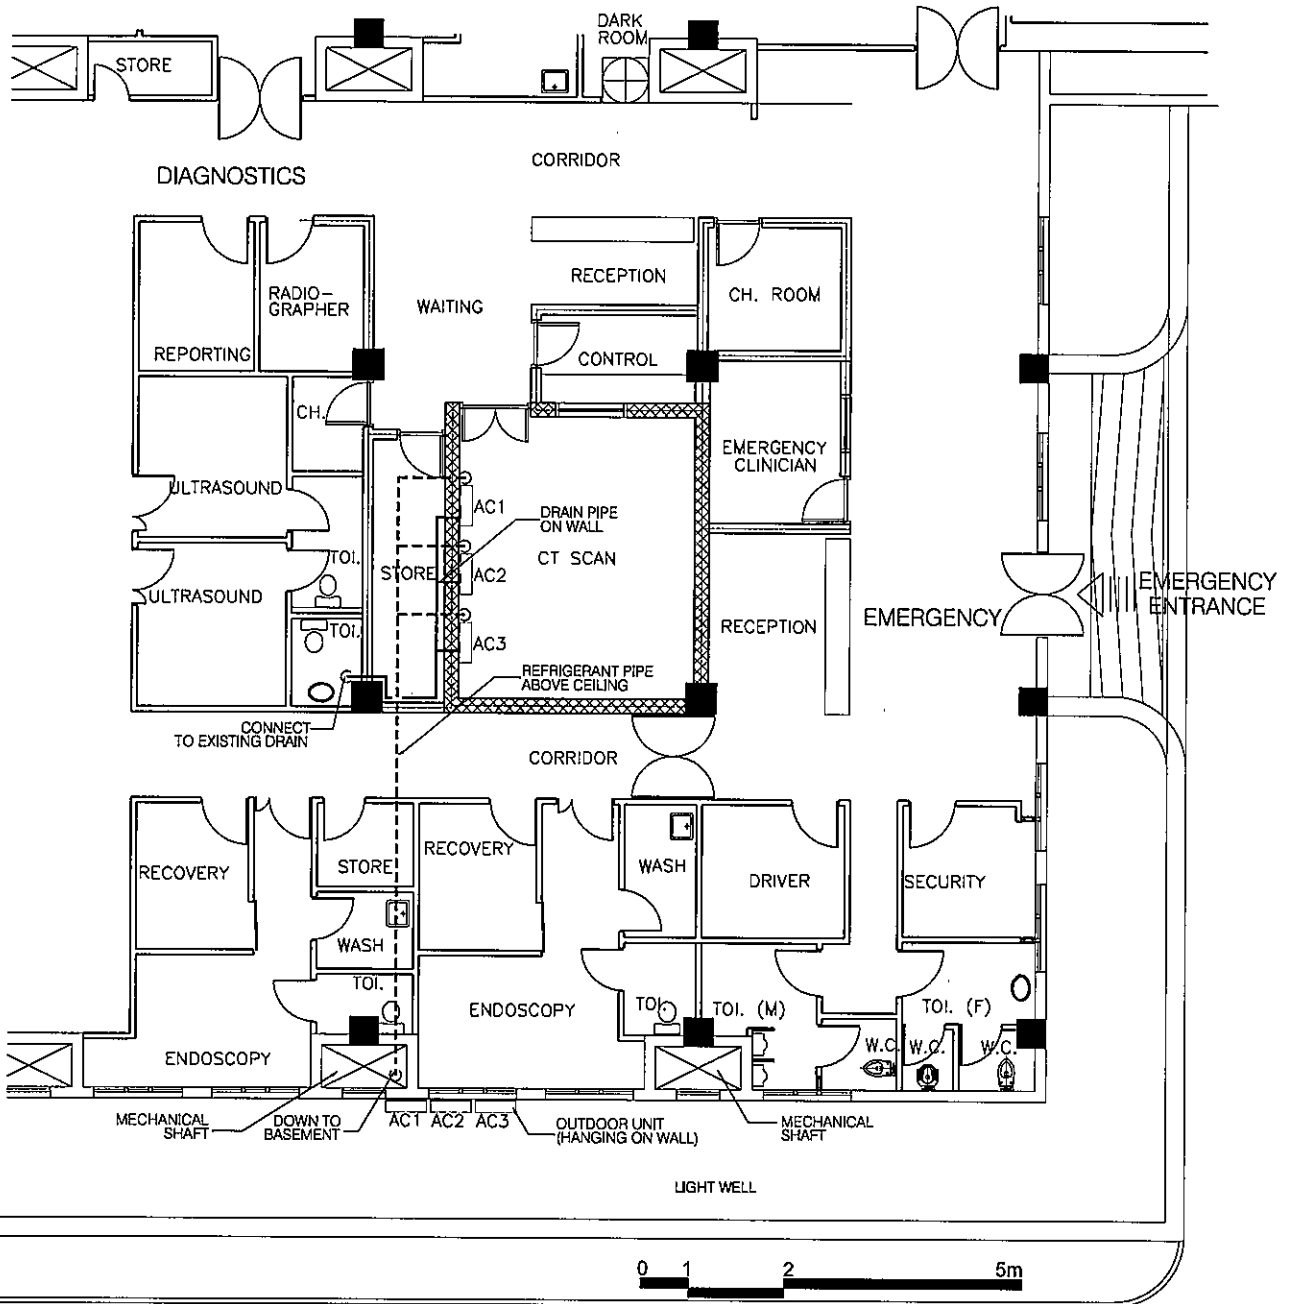 DARK
ROOM
STORE
CORRIDOR
DIAGNOSTICS
RECEPTION
RADIO-
GRAPHER
CH. ROOM
WAITING
REPORTING
CONTROL
CH.
EMERGENCY
CLINICIAN
ULTRASOUND
AC1
DRAIN PIPE
ON WALL
TOI.
CT SCAN
STORE
AC2
EMERGENCY
ENTRANCE
ULTRASOUND
EMERGENCY
RECEPTION
TOI.
AC3
REFRIGERANT PIPE
ABOVE CEILING
CONNECT
TO EXISTING DRAIN
CORRIDOR
RECOVERY
STORE
RECOVERY
WASH
DRIVER
SECURITY
WASH
TOI.
ENDOSCOPY
TOI.
TOI. (M)
TOI. (F)
W.C.
W.C.
W.C.
ENDOSCOPY
MECHANICAL
SHAFT
DOWN TO
BASEMENT
AC1
AC2
AC3
OUTDOOR UNIT
(HANGING ON WALL)
MECHANICAL
SHAFT
LIGHT WELL
0 1 2 5m